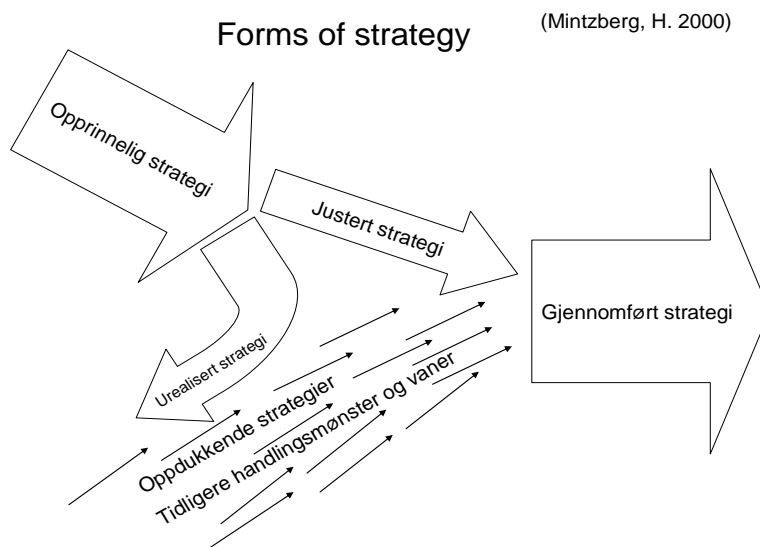 Forms of strategy
(Mintzberg, H. 2000)
Opprinnelig strategi
Justert strategi
Gjennomført strategi
Urealisert strategi
Oppdukkende strategier
Tidligere handlingsmønster og vaner